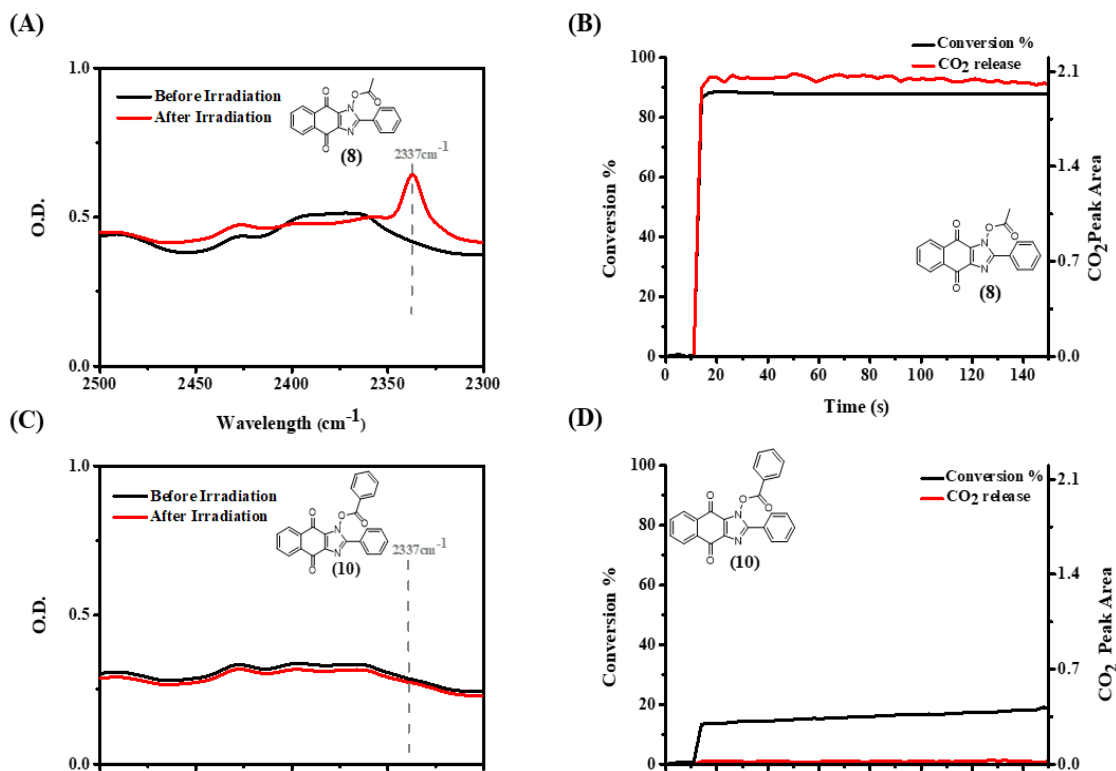 (A)
1.0
0.5
0.0
O.D.
Before Irradiation
After Irradiation
O
O
N
N
O
O
(8)
2337cm-1
2500
2450
2400
2350
2300
Wavelength (cm-1)
(B)
Conversion %
CO2 release
100
80
60
40
20
0
Conversion %
2.1
1.4
0.7
0.0
CO2Peak Area
O
O
N
N
O
O
(8)
0
20
40
60
80
100
120
140
Time (s)
(C)
1.0
0.5
0.0
O.D.
Before Irradiation
After Irradiation
O
O
N
N
O
O
(10)
2337cm-1
(D)
Conversion %
CO2 release
100
80
60
40
20
0
Conversion %
2.1
1.4
0.7
0.0
CO2 Peak Area
O
O
N
N
O
O
(10)